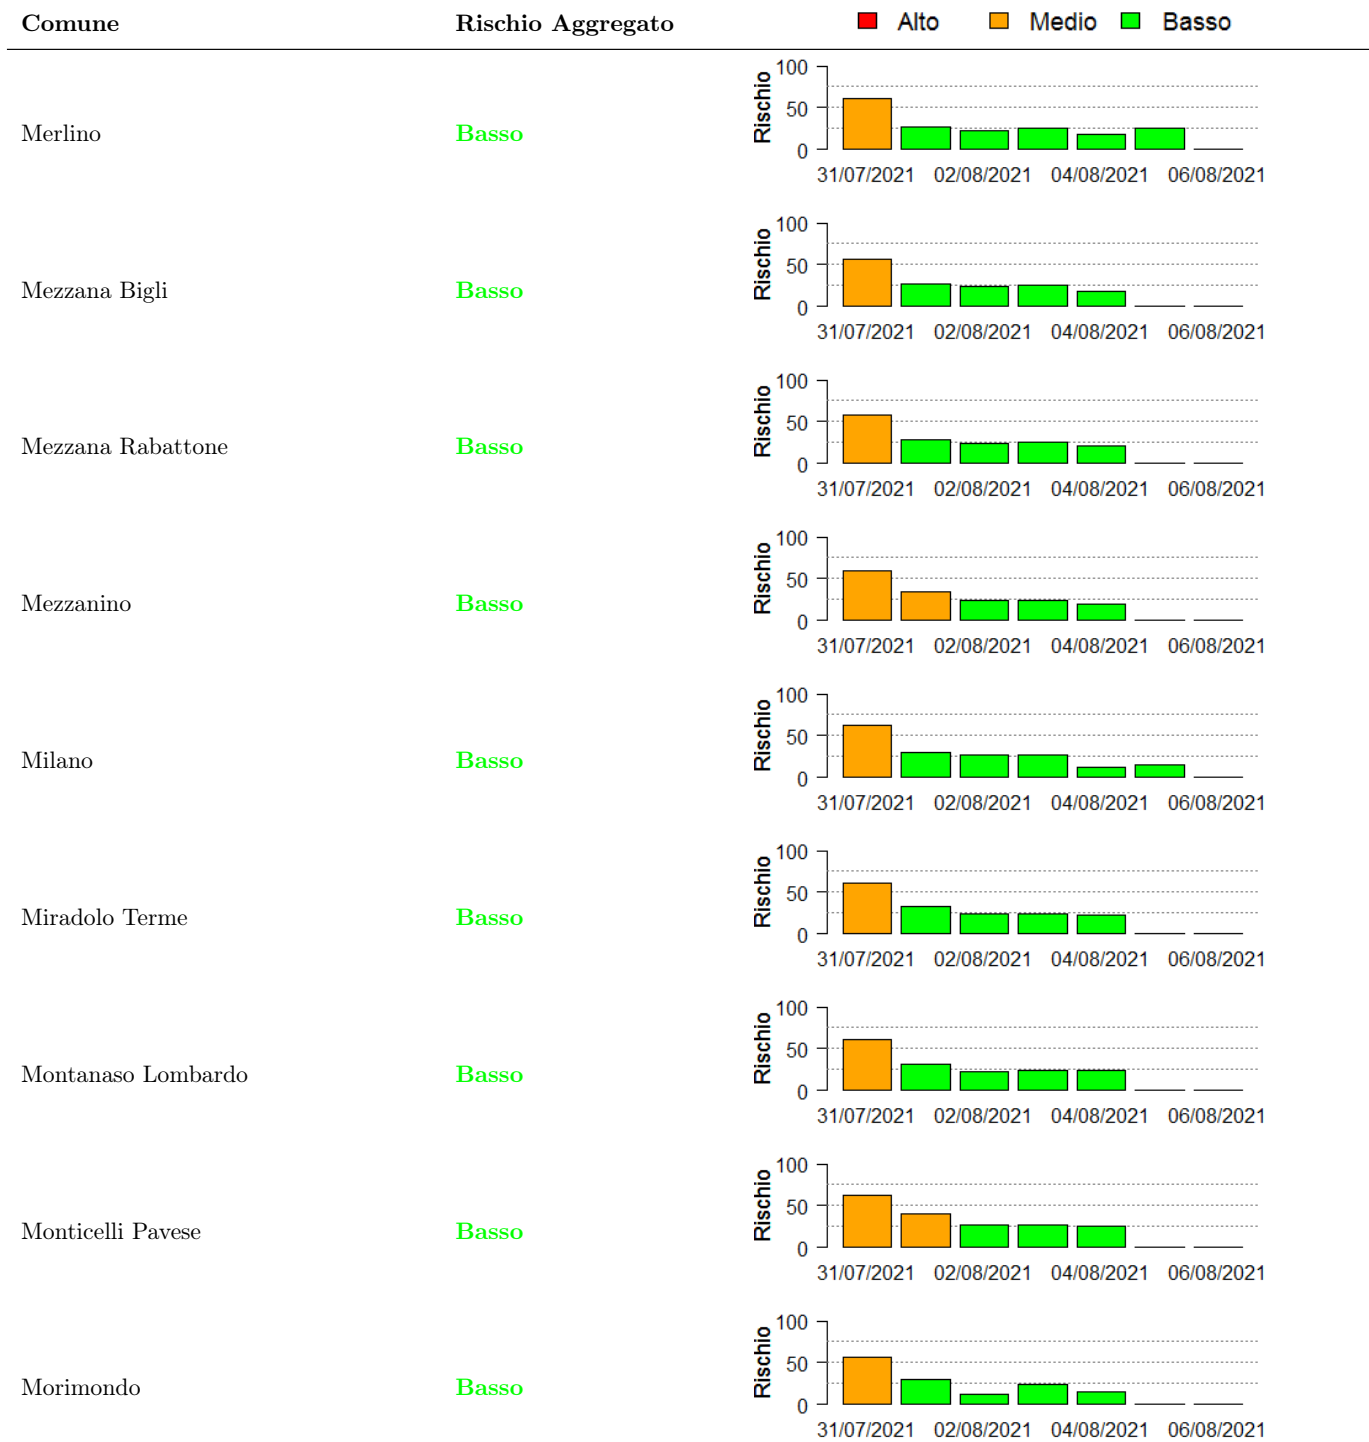 Comune Rischio Aggregato Alto Medio Basso
100
50
0
Rischio
Merlino Basso
31/07/2021 02/08/2021 04/08/2021 06/08/2021
100
50
0
Rischio
Mezzana Bigli Basso
31/07/2021 02/08/2021 04/08/2021 06/08/2021
100
50
0
Rischio
Mezzana Rabattone Basso
31/07/2021 02/08/2021 04/08/2021 06/08/2021
100
50
0
Rischio
Mezzanino Basso
31/07/2021 02/08/2021 04/08/2021 06/08/2021
100
50
0
Rischio
Milano Basso
31/07/2021 02/08/2021 04/08/2021 06/08/2021
100
50
0
Rischio
Miradolo Terme Basso
31/07/2021 02/08/2021 04/08/2021 06/08/2021
100
50
0
Rischio
Montanaso Lombardo Basso
31/07/2021 02/08/2021 04/08/2021 06/08/2021
100
50
0
Rischio
Monticelli Pavese Basso
31/07/2021 02/08/2021 04/08/2021 06/08/2021
100
50
0
Rischio
Morimondo Basso
31/07/2021 02/08/2021 04/08/2021 06/08/2021